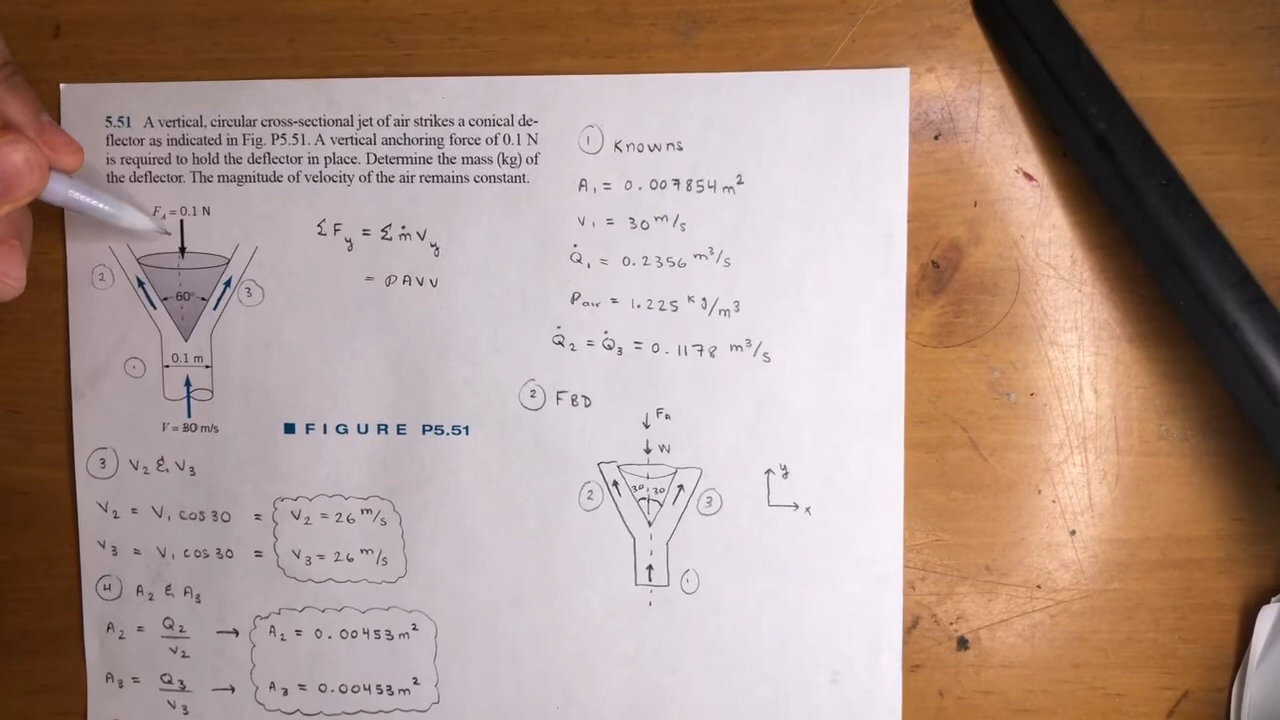 5.51 A vertical, circular cross-sectional jet of air strikes a conical de-
flector as indicated in Fig. P5.51. A vertical anchoring force of 0.1 N
is required to hold the deflector in place. Determine the mass (kg) of
the deflector. The magnitude of velocity of the air remains constant.
F_A = 0.1 N
2
60°
3
1
0.1 m
V = 30 m/s
■ FIGURE P5.51
ΣF_y = Σṁv_y
= ρAVV
① Knowns
A₁ = 0.007854 m²
V₁ = 30 m/s
Q̇₁ = 0.2356 m³/s
ρ_air = 1.225 kg/m³
Q̇₂ = Q̇₃ = 0.1178 m³/s
② FBD
F_A
W
② 30 30 ③
①
y
x
③ V₂ & V₃
V₂ = V₁ cos 30 = V₂ = 26 m/s
V₃ = V₁ cos 30 = V₃ = 26 m/s
④ A₂ & A₃
A₂ = Q₂/V₂ → A₂ = 0.00453 m²
A₃ = Q₃/V₃ → A₃ = 0.00453 m²